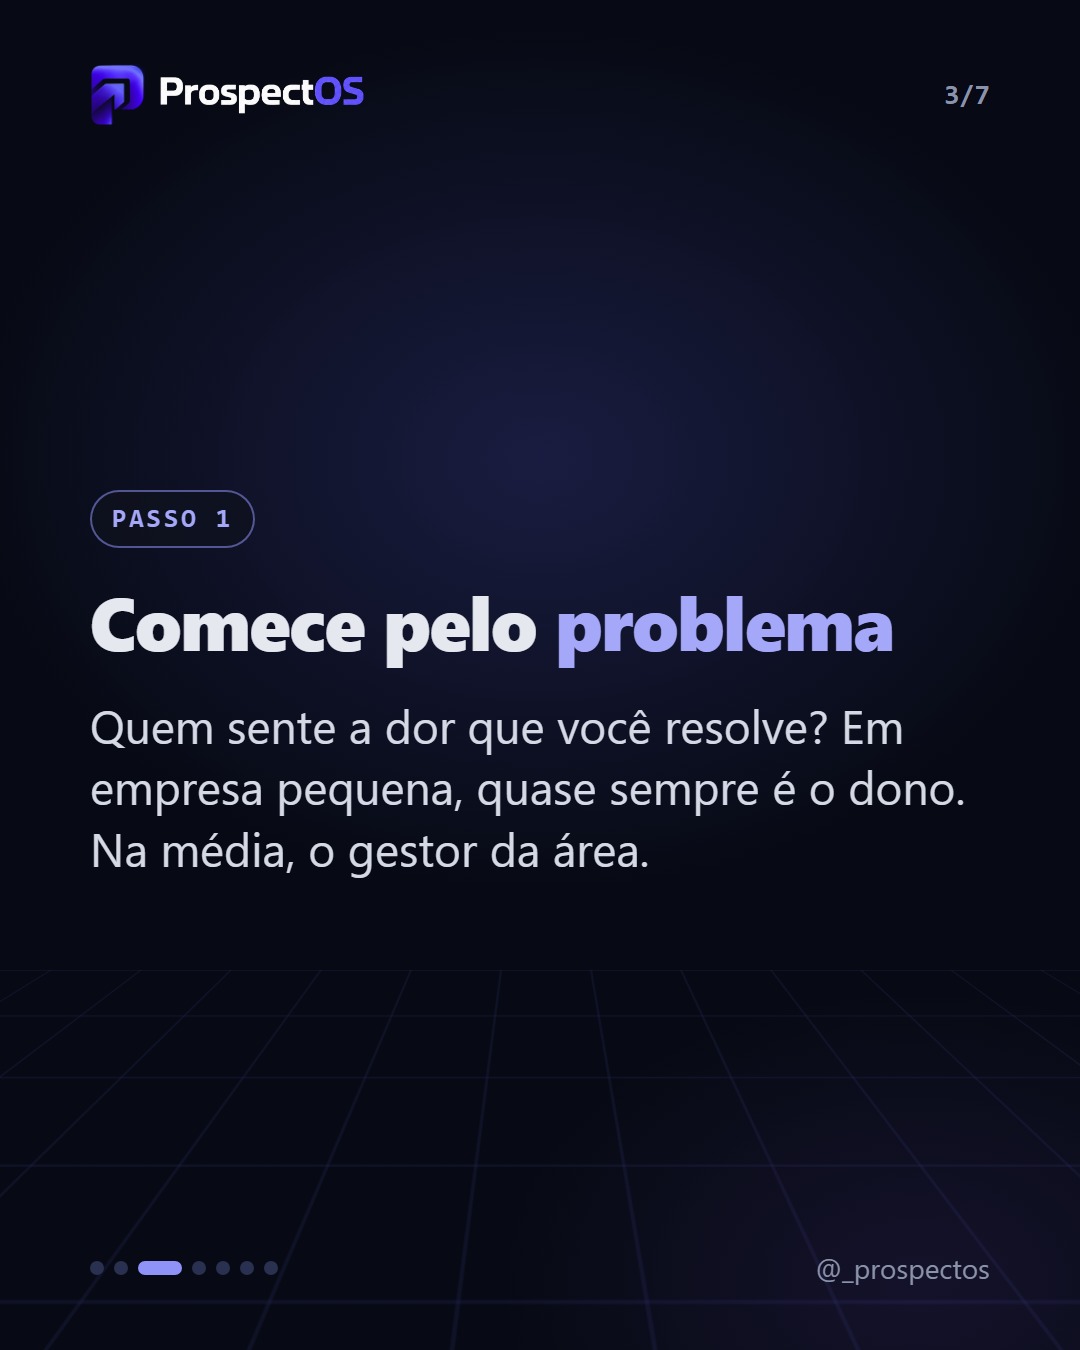 ProspectOS
3/7
PASSO 1
Comece pelo problema
Quem sente a dor que você resolve? Em
empresa pequena, quase sempre é o dono.
Na média, o gestor da área.
@_prospectos